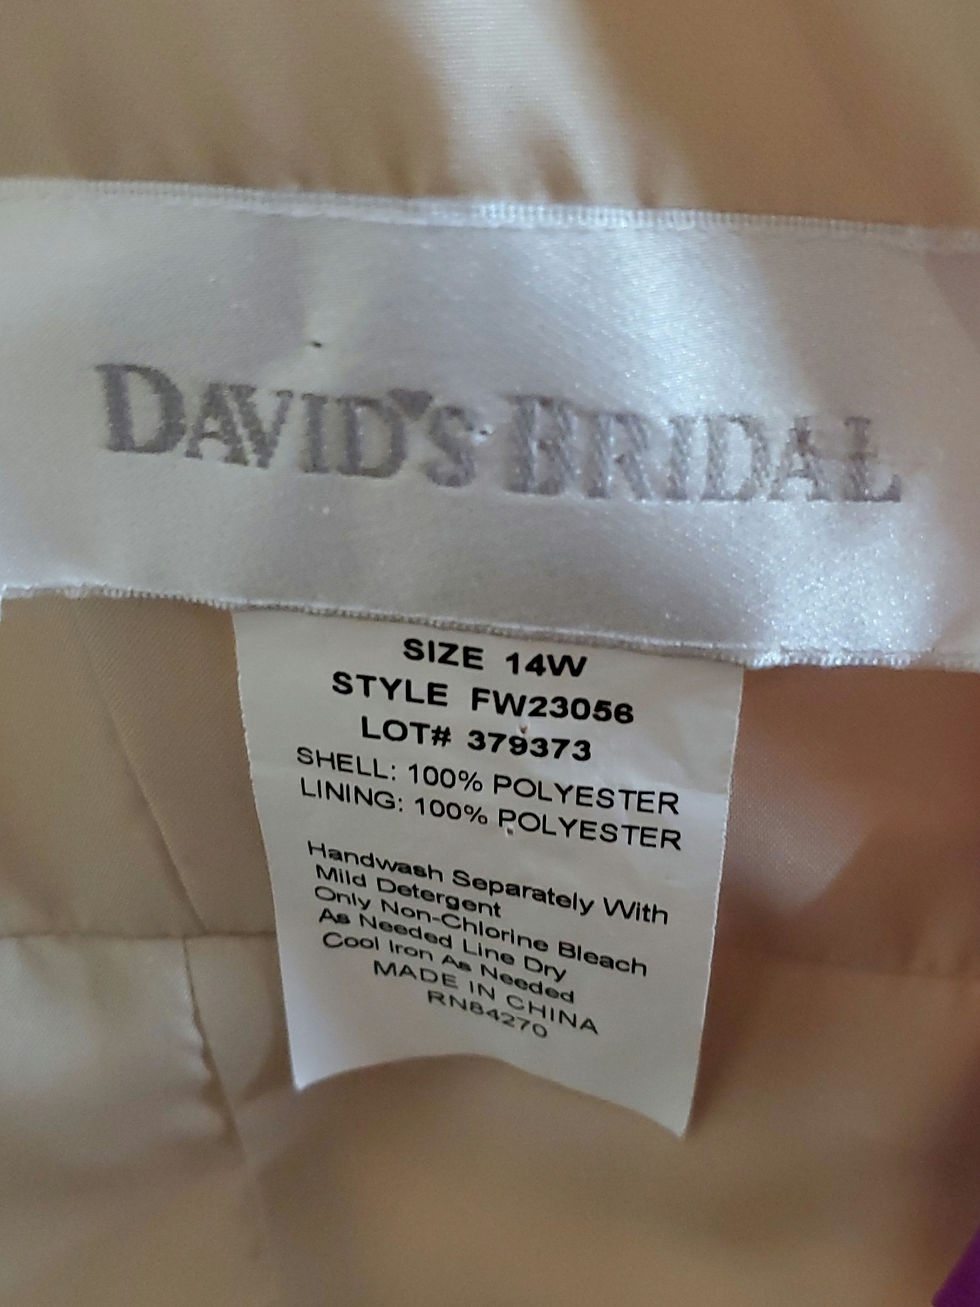 DAVID'S BRIDAL
SIZE 14W
STYLE FW23056
LOT# 379373
SHELL: 100% POLYESTER
LINING: 100% POLYESTER
Handwash Separately With
Mild Detergent
Only Non-Chlorine Bleach
As Needed Line Dry
Cool Iron As Needed
MADE IN CHINA
RN84270